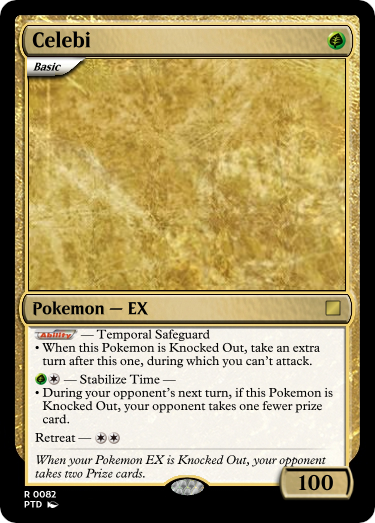 Celebi
Basic
Pokemon — EX
Ability — Temporal Safeguard
• When this Pokemon is Knocked Out, take an extra
turn after this one, during which you can't attack.
— Stabilize Time —
• During your opponent's next turn, if this Pokemon is
Knocked Out, your opponent takes one fewer prize
card.
Retreat —
When your Pokemon EX is Knocked Out, your opponent
takes two Prize cards.
100
R 0082
PTD